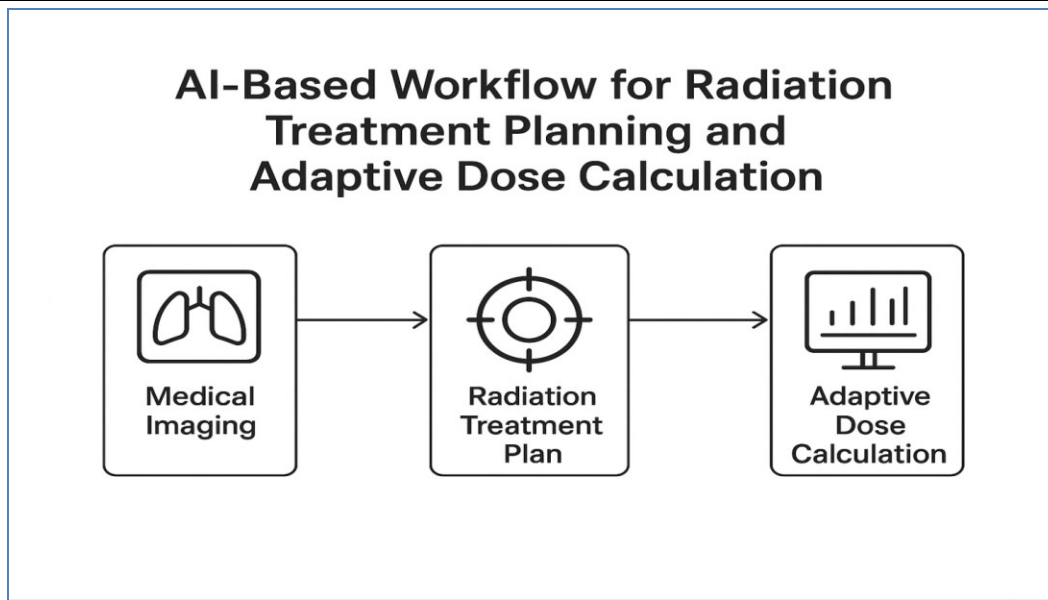 AI-Based Workflow for Radiation
Treatment Planning and
Adaptive Dose Calculation
Medical
Imaging
Radiation
Treatment
Plan
Adaptive
Dose
Calculation